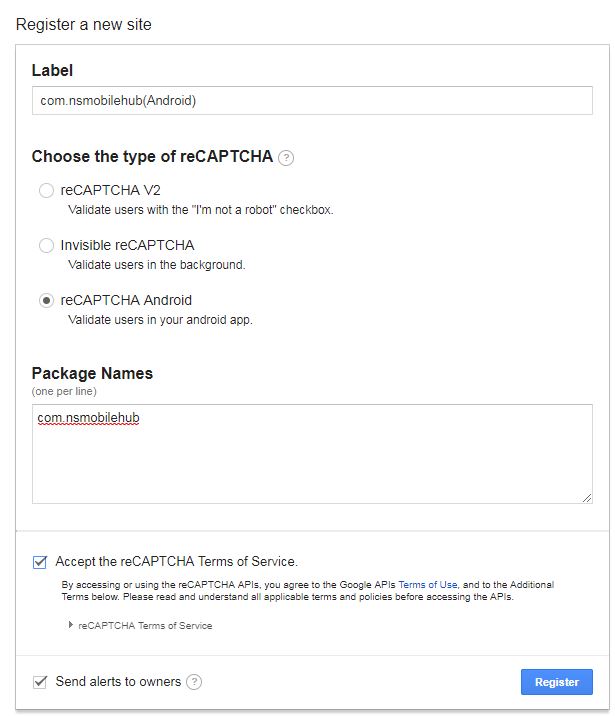 Register a new site
Label
com.nsmobilehub(Android)
Choose the type of reCAPTCHA ?
reCAPTCHA V2
Validate users with the "I'm not a robot" checkbox.
Invisible reCAPTCHA
Validate users in the background.
reCAPTCHA Android
Validate users in your android app.
Package Names
(one per line)
com.nsmobilehub
Accept the reCAPTCHA Terms of Service.
By accessing or using the reCAPTCHA APIs, you agree to the Google APIs Terms of Use, and to the Additional
Terms below. Please read and understand all applicable terms and policies before accessing the APIs.
reCAPTCHA Terms of Service
Send alerts to owners ?
Register